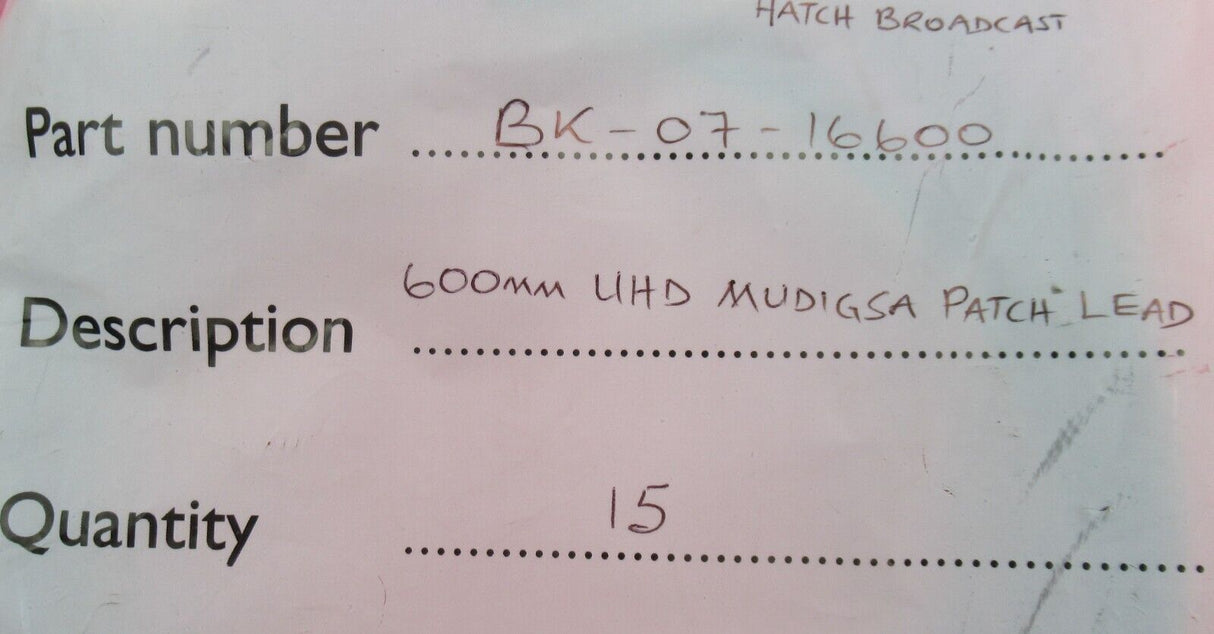 HATCH BROADCAST
Part number BK-07-16600
Description 600mm UHD MUDIGSA PATCH LEAD
Quantity 15